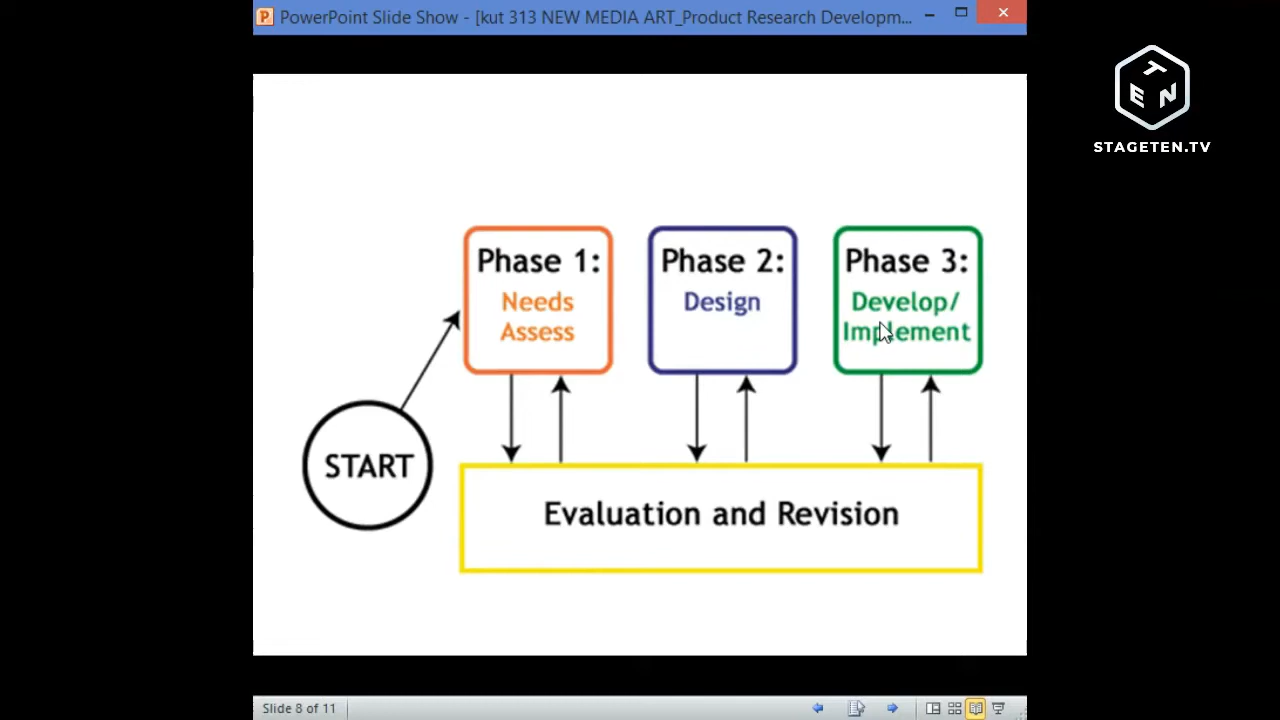 PowerPoint Slide Show - [kut 313 NEW MEDIA ART_Product Research Developm...
T
E N
STAGETEN.TV
Phase 1:
Needs
Assess
Phase 2:
Design
Phase 3:
Develop/
Implement
START
Evaluation and Revision
Slide 8 of 11